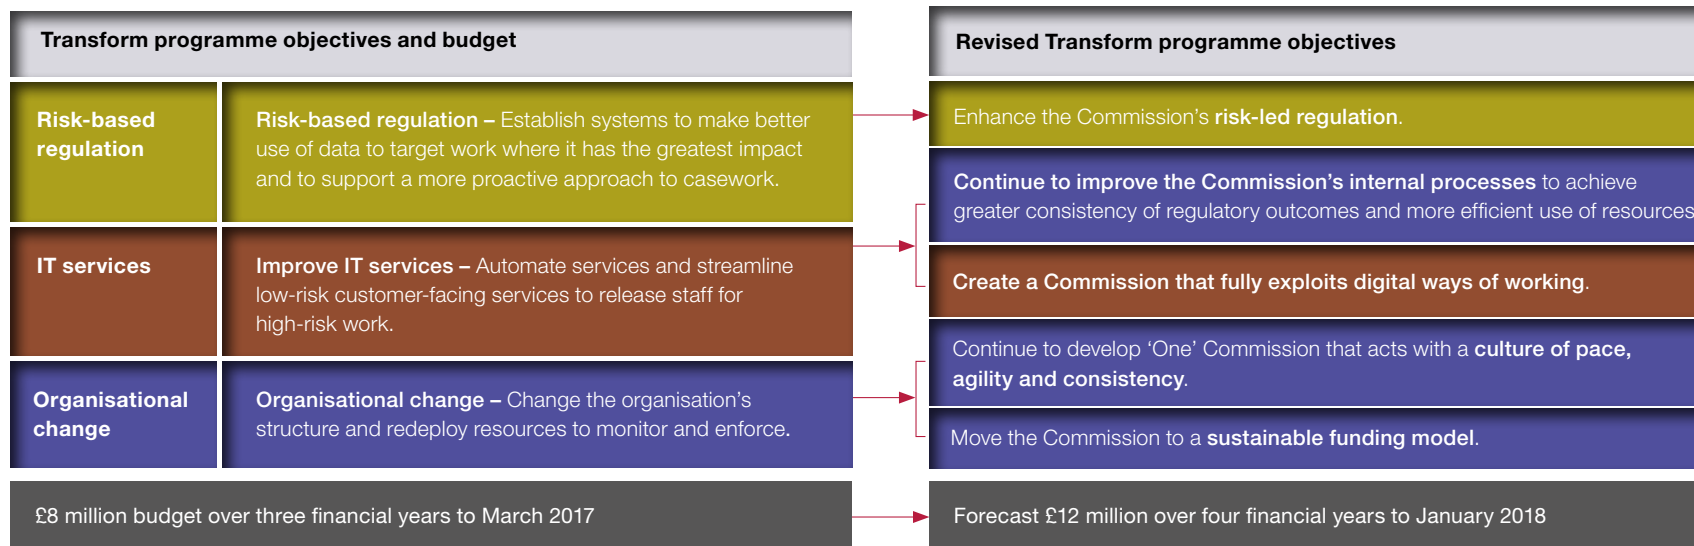 Transform programme objectives and budget
Risk-based
regulation
Risk-based regulation – Establish systems to make better
use of data to target work where it has the greatest impact
and to support a more proactive approach to casework.
IT services
Improve IT services – Automate services and streamline
low-risk customer-facing services to release staff for
high-risk work.
Organisational
change
Organisational change – Change the organisation’s
structure and redeploy resources to monitor and enforce.
£8 million budget over three financial years to March 2017
Revised Transform programme objectives
Enhance the Commission’s risk-led regulation.
Continue to improve the Commission’s internal processes to achieve
greater consistency of regulatory outcomes and more efficient use of resources
Create a Commission that fully exploits digital ways of working.
Continue to develop ‘One’ Commission that acts with a culture of pace,
agility and consistency.
Move the Commission to a sustainable funding model.
Forecast £12 million over four financial years to January 2018